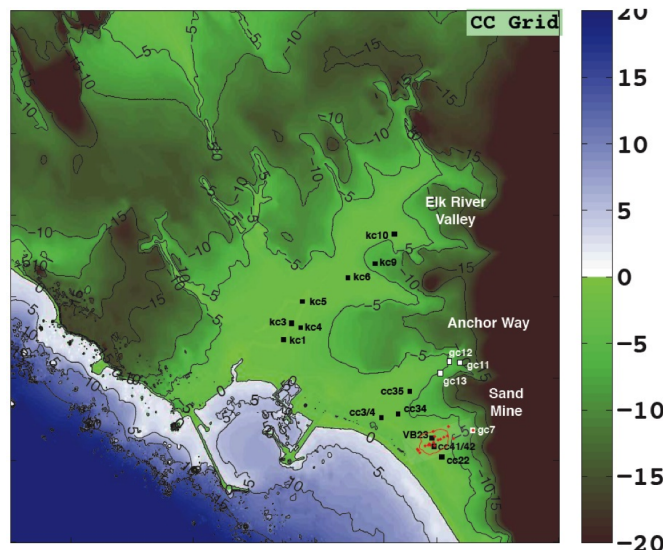 CC Grid
Elk River
Valley
kc10
kc9
kc6
kc5
kc3
kc4
kc1
Anchor Way
gc12
gc11
gc13
Sand
Mine
cc35
cc34
cc3/4
gc7
VB23
cc41/42
cc22
20
15
10
5
0
−5
−10
−15
−20